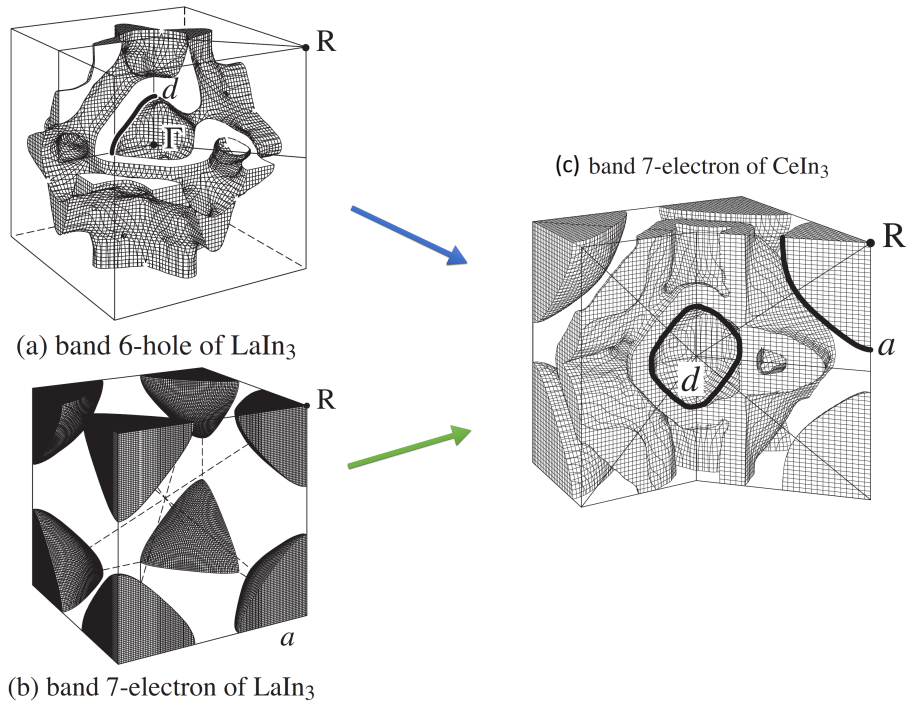 R
d
Γ
(a) band 6-hole of LaIn₃
R
a
(b) band 7-electron of LaIn₃
(c) band 7-electron of CeIn₃
R
a
d